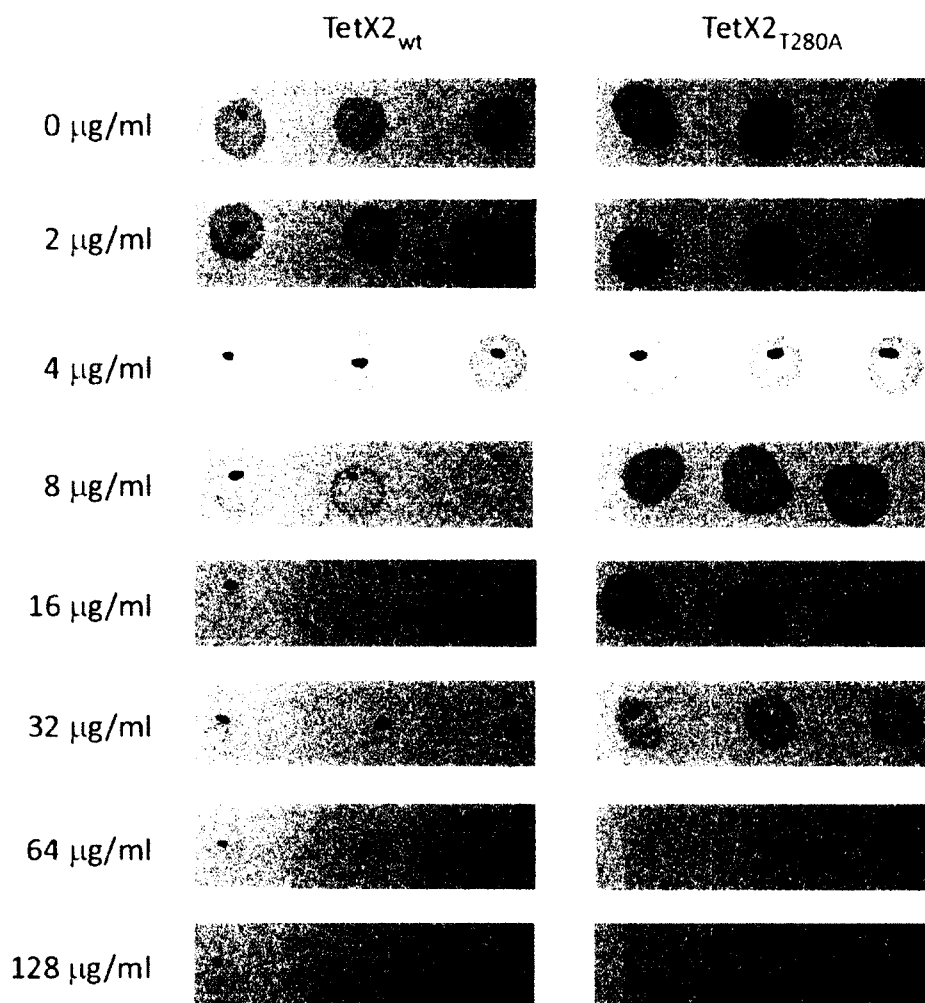 TetX2wt TetX2T280A
0 μg/ml
2 μg/ml
4 μg/ml
8 μg/ml
16 μg/ml
32 μg/ml
64 μg/ml
128 μg/ml